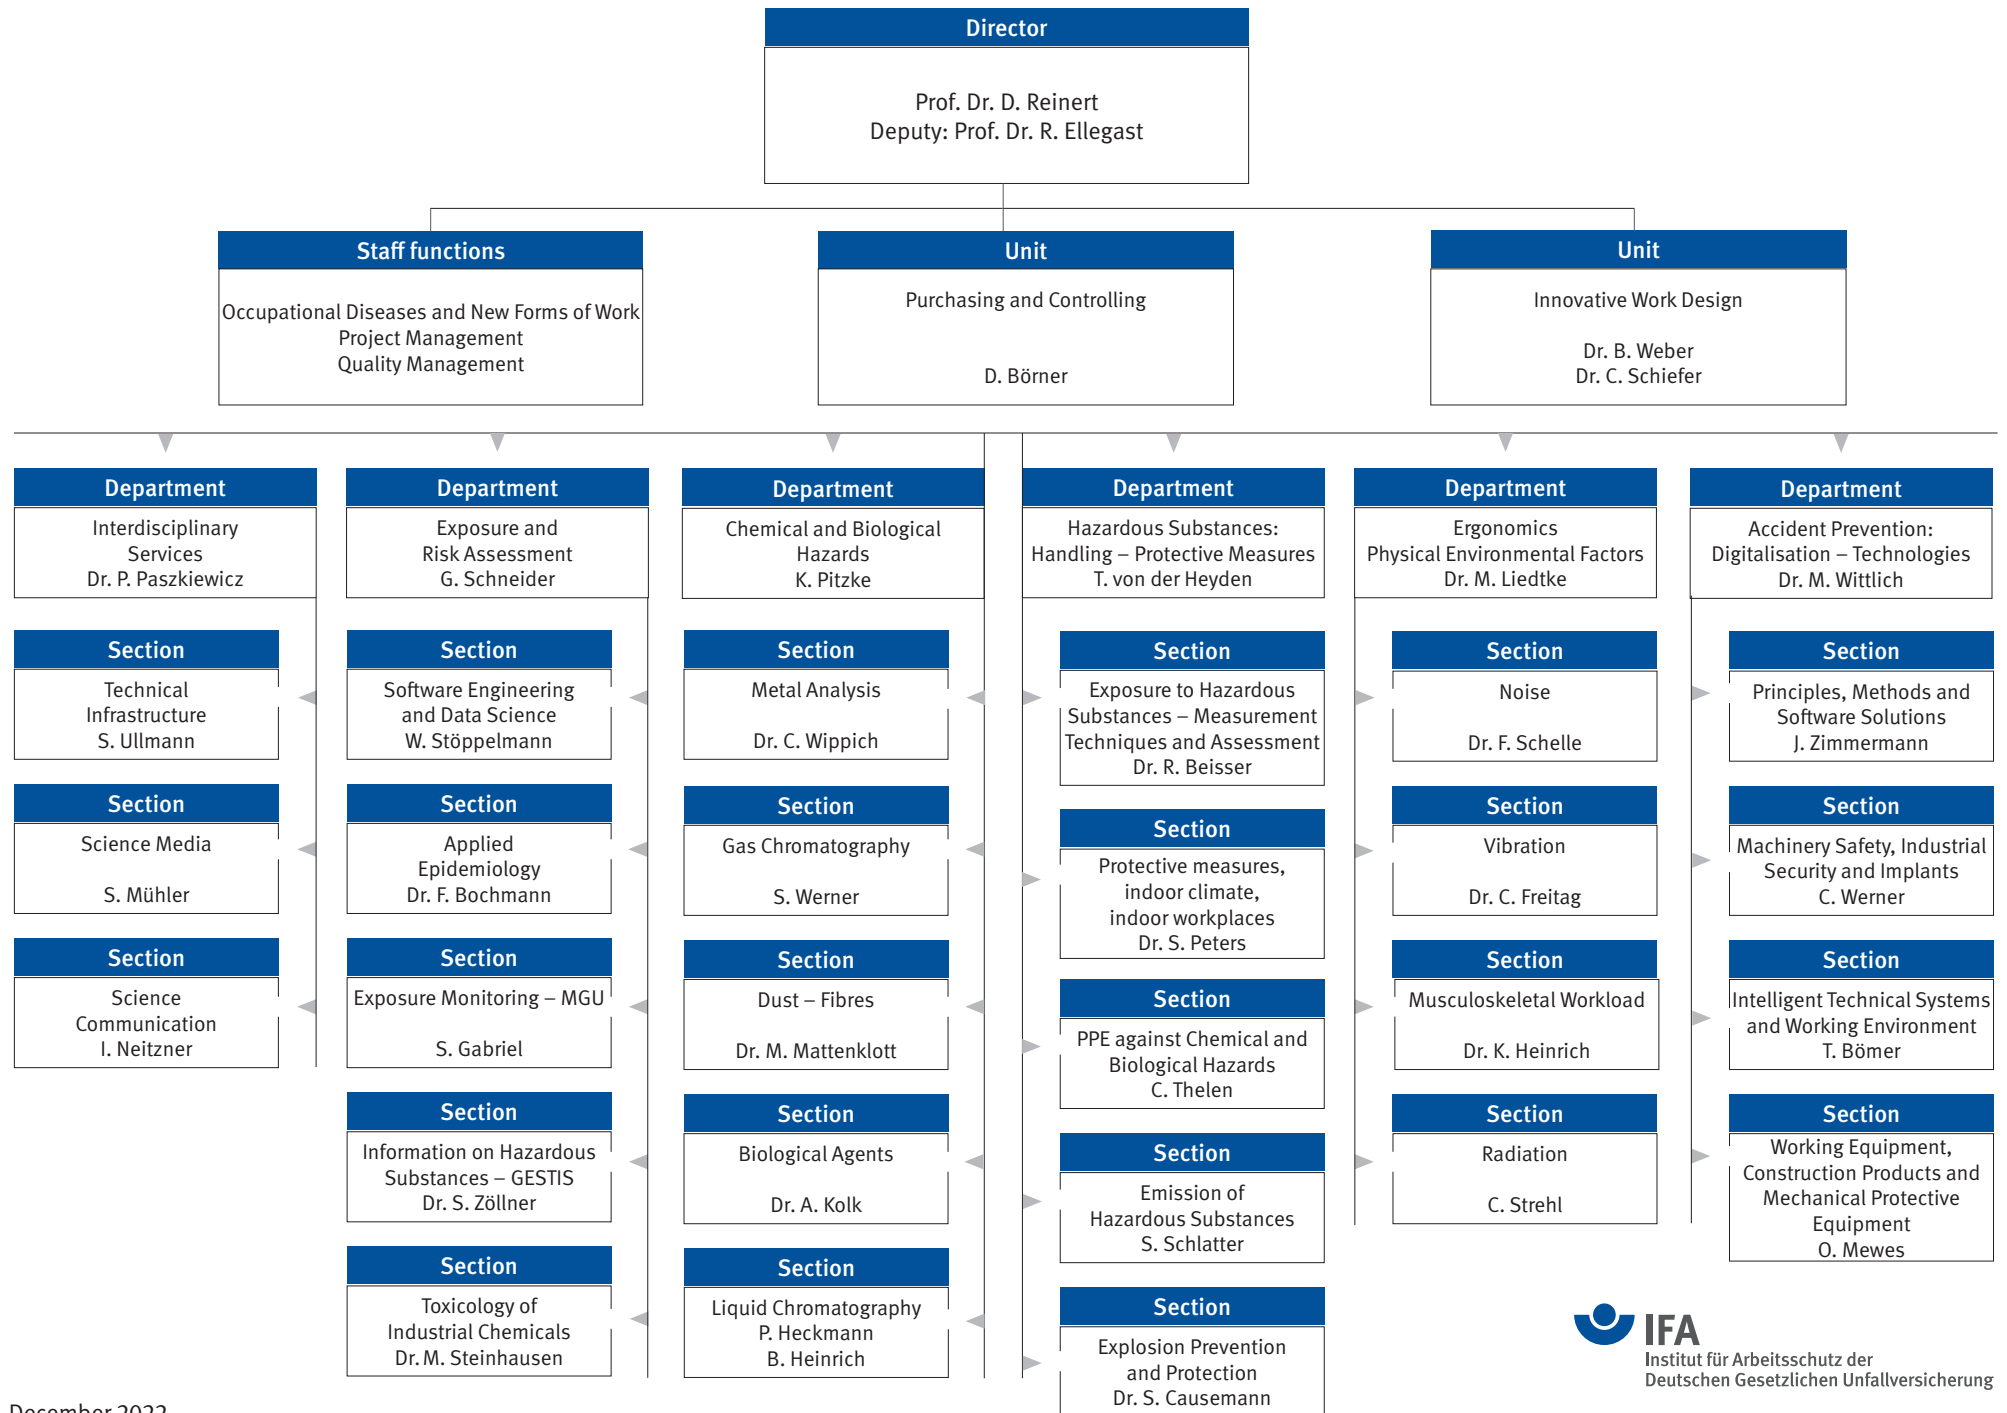 Director
Prof. Dr. D. Reinert
Deputy: Prof. Dr. R. Ellegast
Staff functions
Occupational Diseases and New Forms of Work
Project Management
Quality Management
Unit
Purchasing and Controlling
D. Börner
Unit
Innovative Work Design
Dr. B. Weber
Dr. C. Schiefer
Department
Interdisciplinary
Services
Dr. P. Paszkiewicz
Section
Technical
Infrastructure
S. Ullmann
Section
Science Media
S. Mühler
Section
Science
Communication
I. Neitzner
Department
Exposure and
Risk Assessment
G. Schneider
Section
Software Engineering
and Data Science
W. Stöppelmann
Section
Applied
Epidemiology
Dr. F. Bochmann
Section
Exposure Monitoring – MGU
S. Gabriel
Section
Information on Hazardous
Substances – GESTIS
Dr. S. Zöllner
Section
Toxicology of
Industrial Chemicals
Dr. M. Steinhausen
Department
Chemical and Biological
Hazards
K. Pitzke
Section
Metal Analysis
Dr. C. Wippich
Section
Gas Chromatography
S. Werner
Section
Dust – Fibres
Dr. M. Mattenklott
Section
Biological Agents
Dr. A. Kolk
Section
Liquid Chromatography
P. Heckmann
B. Heinrich
Department
Hazardous Substances:
Handling – Protective Measures
T. von der Heyden
Section
Exposure to Hazardous
Substances – Measurement
Techniques and Assessment
Dr. R. Beisser
Section
Protective measures,
indoor climate,
indoor workplaces
Dr. S. Peters
Section
PPE against Chemical and
Biological Hazards
C. Thelen
Section
Emission of
Hazardous Substances
S. Schlatter
Section
Explosion Prevention
and Protection
Dr. S. Causemann
Department
Ergonomics
Physical Environmental Factors
Dr. M. Liedtke
Section
Noise
Dr. F. Schelle
Section
Vibration
Dr. C. Freitag
Section
Musculoskeletal Workload
Dr. K. Heinrich
Section
Radiation
C. Strehl
Department
Accident Prevention:
Digitalisation – Technologies
Dr. M. Wittlich
Section
Principles, Methods and
Software Solutions
J. Zimmermann
Section
Machinery Safety, Industrial
Security and Implants
C. Werner
Section
Intelligent Technical Systems
and Working Environment
T. Bömer
Section
Working Equipment,
Construction Products and
Mechanical Protective
Equipment
O. Mewes
IFA
Institut für Arbeitsschutz der
Deutschen Gesetzlichen Unfallversicherung
December 2022